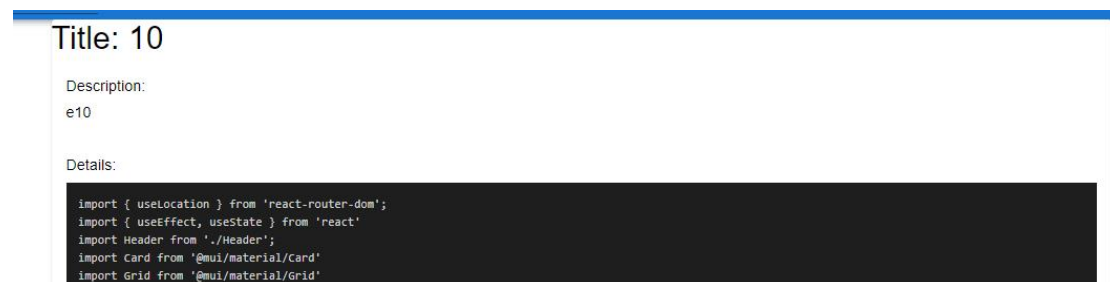 Title: 10
Description:
e10
Details:
import { useLocation } from 'react-router-dom';
import { useEffect, useState } from 'react'
import Header from './Header';
import Card from '@mui/material/Card'
import Grid from '@mui/material/Grid'